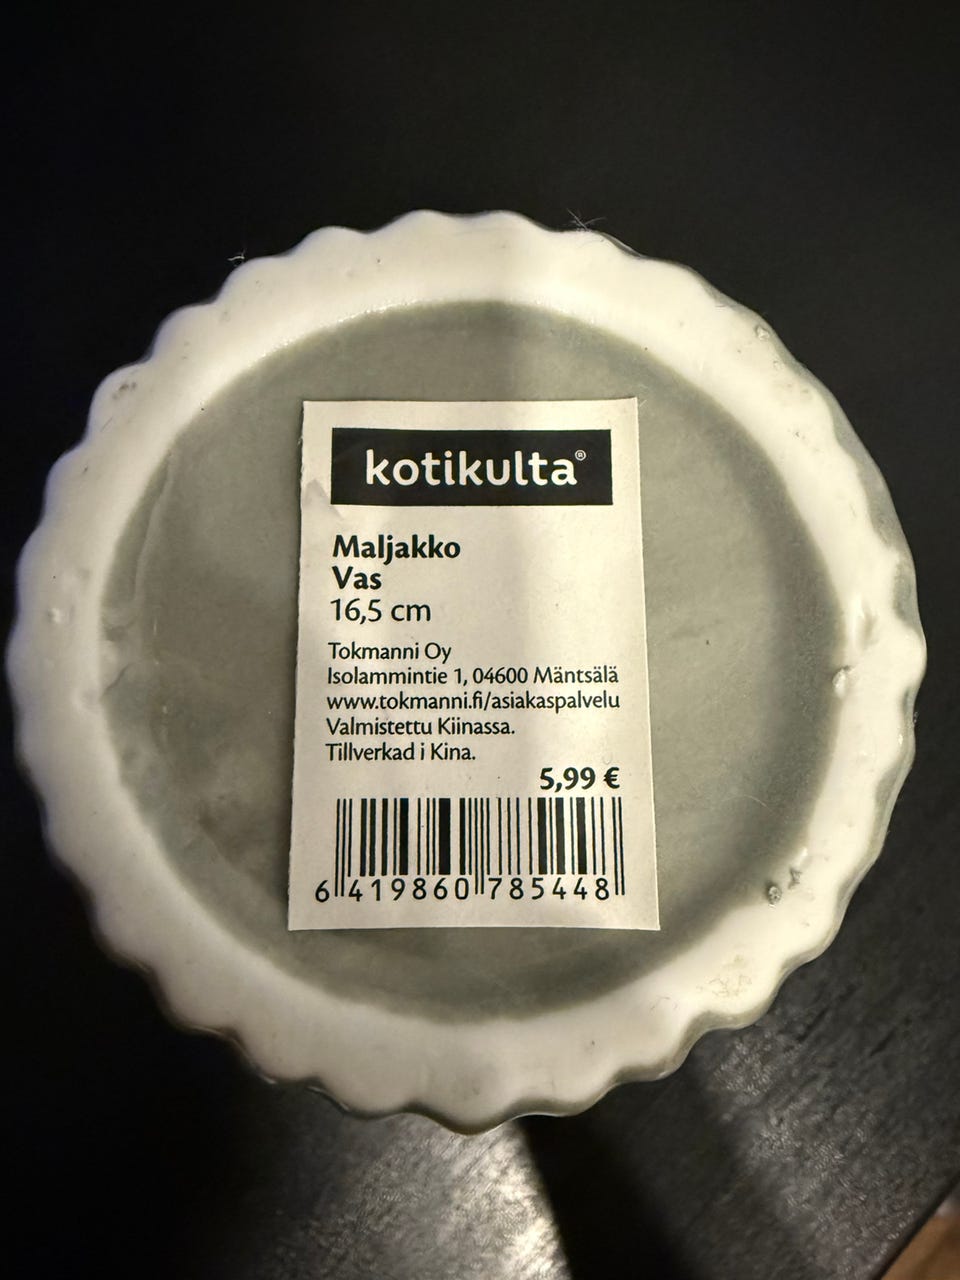 kotikulta®
Maljakko
Vas
16,5 cm
Tokmanni Oy
Isolammintie 1, 04600 Mäntsälä
www.tokmanni.fi/asiakaspalvelu
Valmistettu Kiinassa.
Tillverkad i Kina.
5,99 €
6 419860 785448